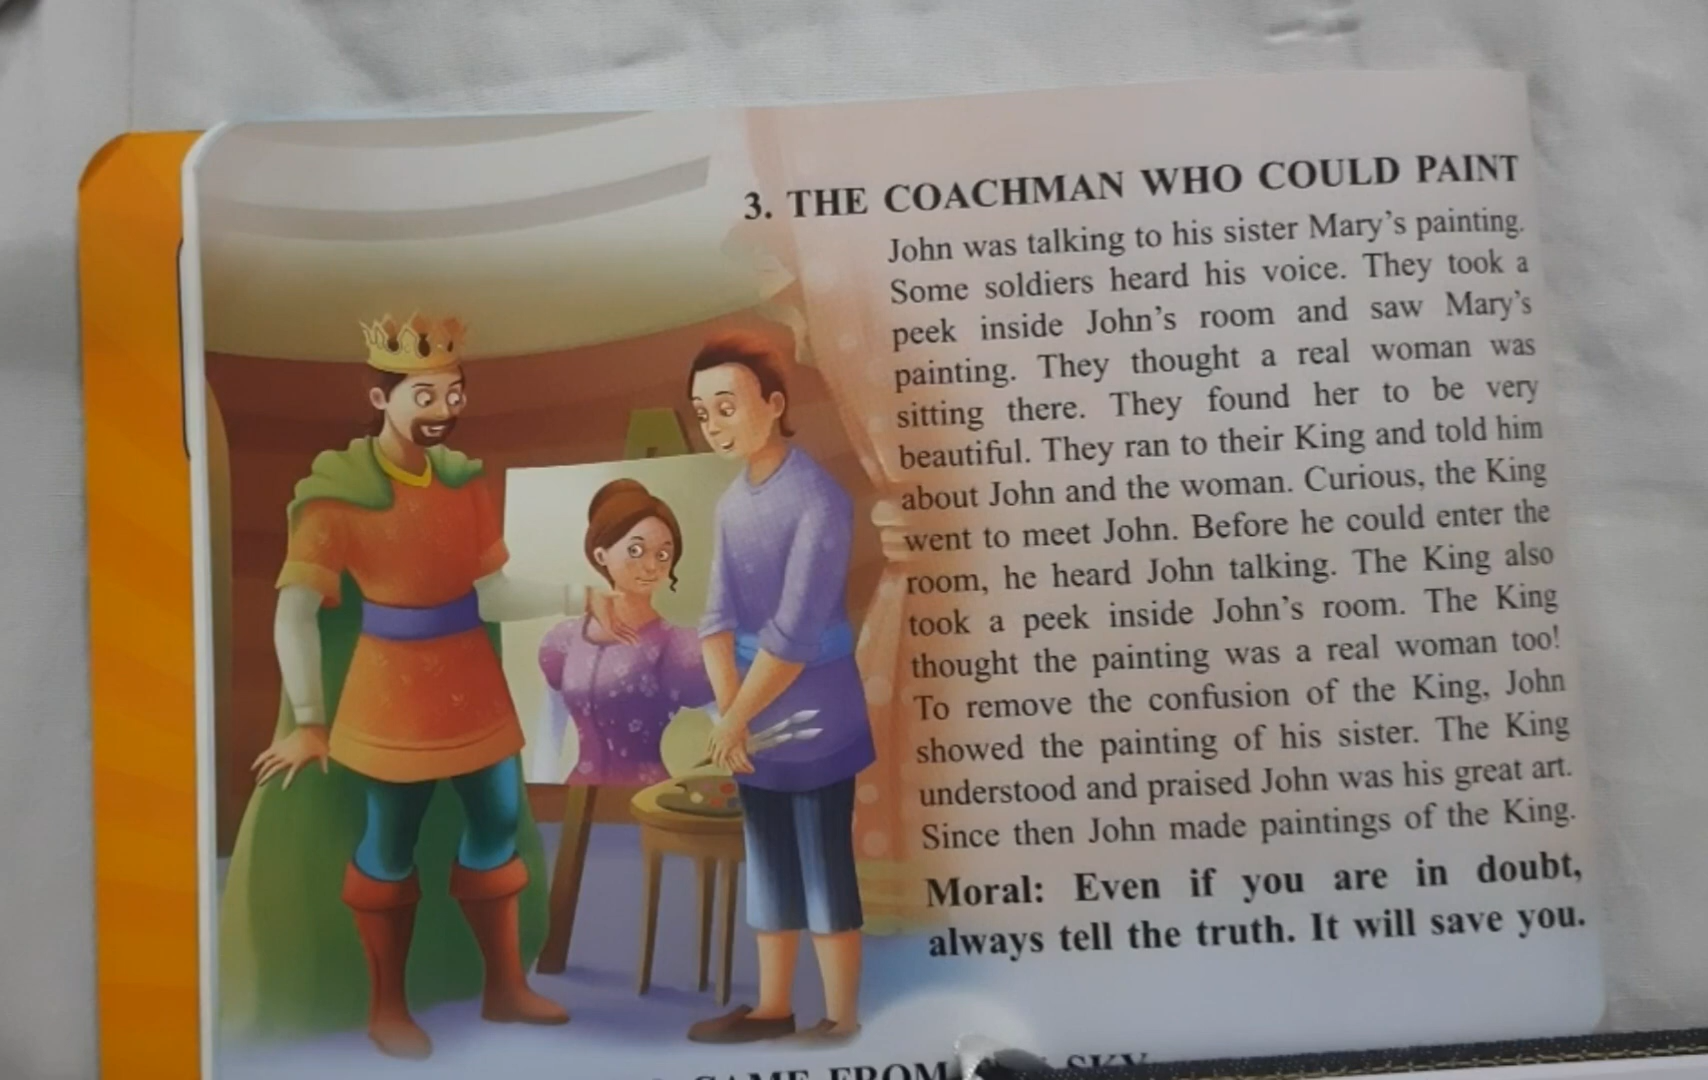 3. THE COACHMAN WHO COULD PAINT
John was talking to his sister Mary's painting.
Some soldiers heard his voice. They took a
peek inside John's room and saw Mary's
painting. They thought a real woman was
sitting there. They found her to be very
beautiful. They ran to their King and told him
about John and the woman. Curious, the King
went to meet John. Before he could enter the
room, he heard John talking. The King also
took a peek inside John's room. The King
thought the painting was a real woman too!
To remove the confusion of the King, John
showed the painting of his sister. The King
understood and praised John was his great art.
Since then John made paintings of the King.
Moral: Even if you are in doubt,
always tell the truth. It will save you.
CAME FROM SKY